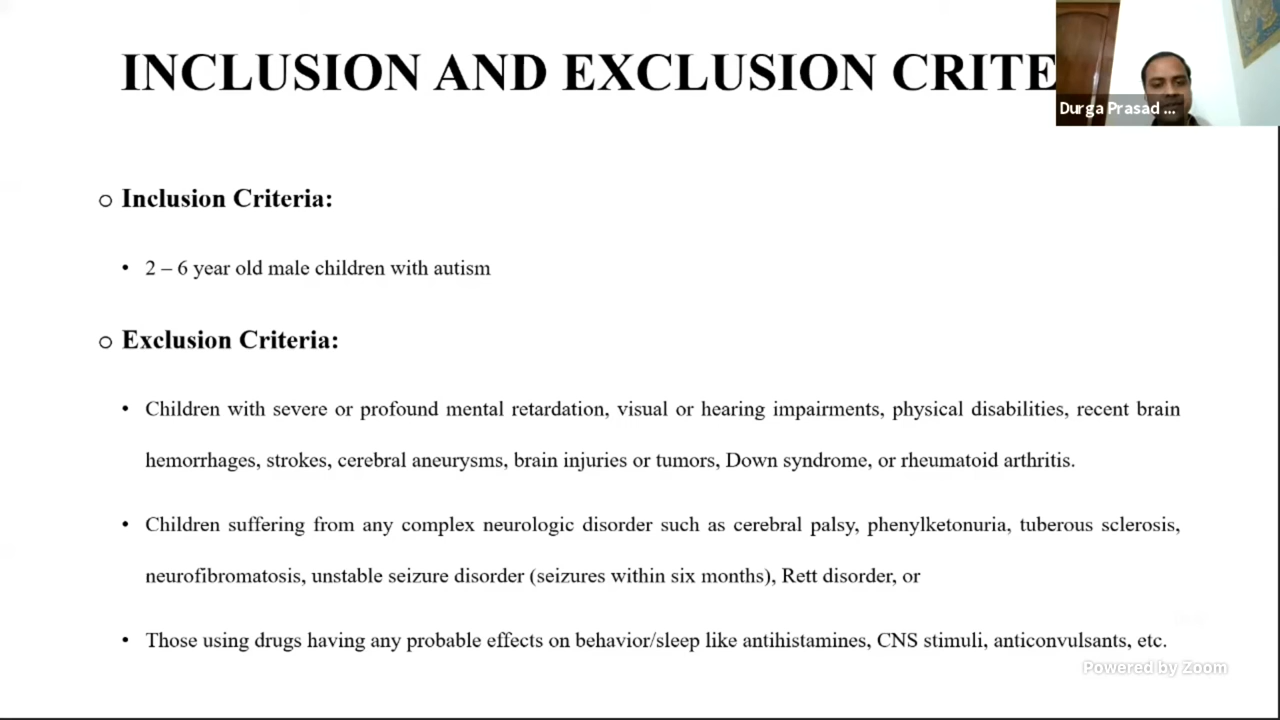 INCLUSION AND EXCLUSION CRITE
Durga Prasad ...
o Inclusion Criteria:
• 2 – 6 year old male children with autism
o Exclusion Criteria:
• Children with severe or profound mental retardation, visual or hearing impairments, physical disabilities, recent brain
hemorrhages, strokes, cerebral aneurysms, brain injuries or tumors, Down syndrome, or rheumatoid arthritis.
• Children suffering from any complex neurologic disorder such as cerebral palsy, phenylketonuria, tuberous sclerosis,
neurofibromatosis, unstable seizure disorder (seizures within six months), Rett disorder, or
• Those using drugs having any probable effects on behavior/sleep like antihistamines, CNS stimuli, anticonvulsants, etc.
Powered by Zoom